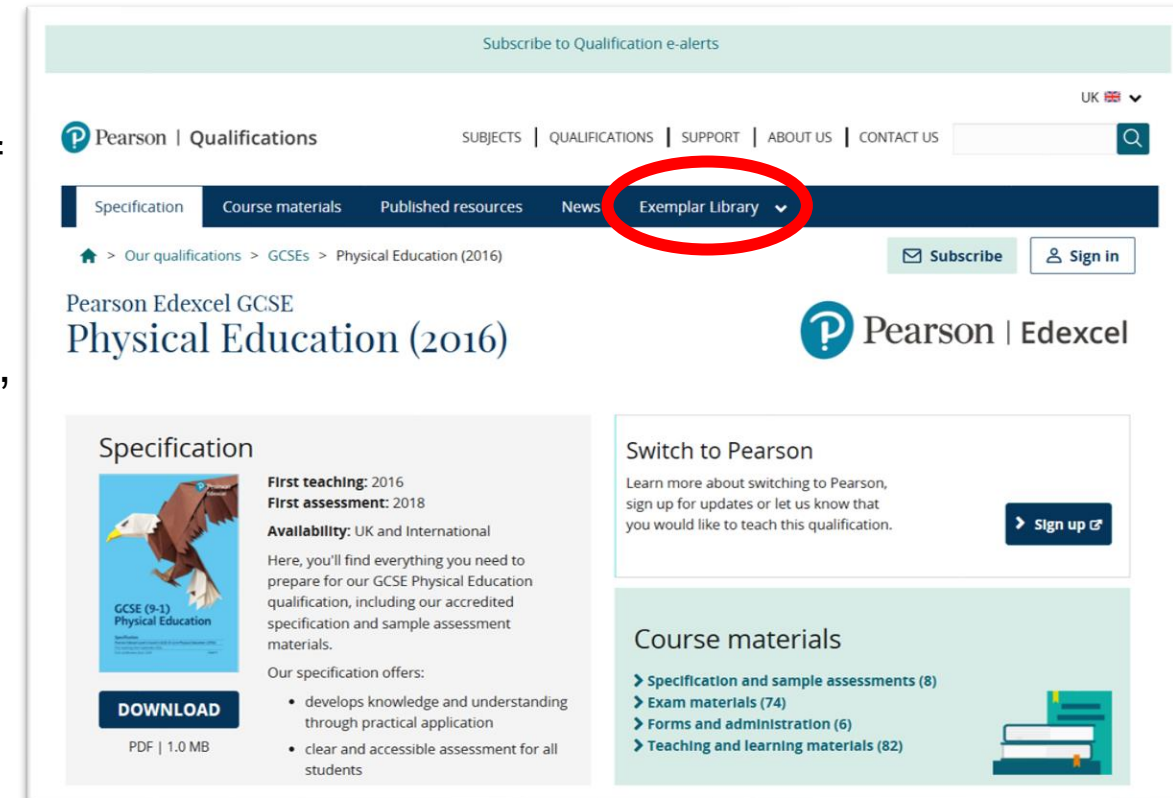 Subscribe to Qualification e-alerts
UK
Pearson | Qualifications
SUBJECTS | QUALIFICATIONS | SUPPORT | ABOUT US | CONTACT US
:
Specification Course materials Published resources News Exemplar Library
> Our qualifications > GCSEs > Physical Education (2016)
Subscribe
Sign in
Pearson Edexcel GCSE
Physical Education (2016)
Pearson | Edexcel
,
Specification
First teaching: 2016
First assessment: 2018
Availability: UK and International
Here, you'll find everything you need to
prepare for our GCSE Physical Education
qualification, including our accredited
specification and sample assessment
materials.
Our specification offers:
• develops knowledge and understanding
through practical application
• clear and accessible assessment for all
students
GCSE (9-1)
Physical Education
DOWNLOAD
PDF | 1.0 MB
Switch to Pearson
Learn more about switching to Pearson,
sign up for updates or let us know that
you would like to teach this qualification.
> Sign up
Course materials
> Specification and sample assessments (8)
> Exam materials (74)
> Forms and administration (6)
> Teaching and learning materials (82)